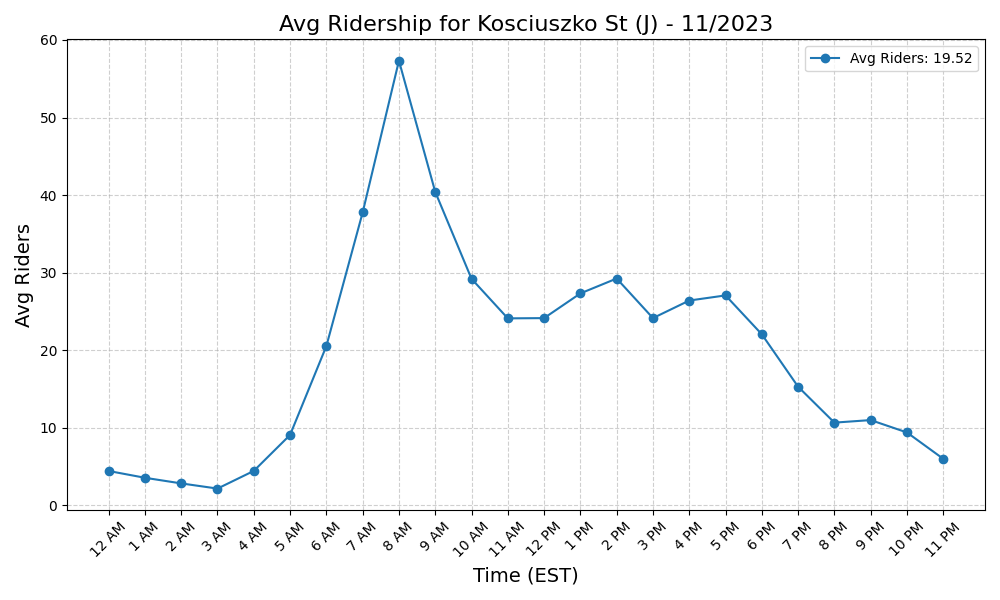 Avg Ridership for Kosciuszko St (J) - 11/2023
Avg Riders: 19.52
60
50
40
30
20
10
0
Avg Riders
12 AM
1 AM
2 AM
3 AM
4 AM
5 AM
6 AM
7 AM
8 AM
9 AM
10 AM
11 AM
12 PM
1 PM
2 PM
3 PM
4 PM
5 PM
6 PM
7 PM
8 PM
9 PM
10 PM
11 PM
Time (EST)